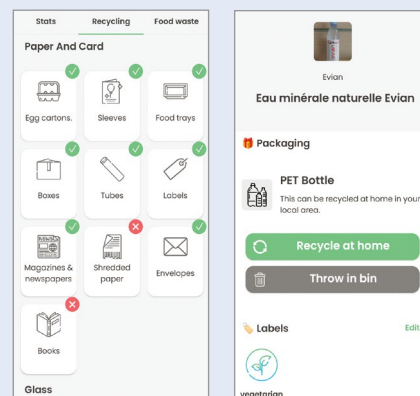 Stats Recycling Food waste
Paper And Card
Egg cartons. Sleeves Food trays
Boxes Tubes Labels
Magazines & newspapers Shredded paper Envelopes
Books
Glass
Evian
Eau minérale naturelle Evian
Packaging
PET Bottle
This can be recycled at home in your
local area.
Recycle at home
Throw in bin
Labels Edit
vegetarian